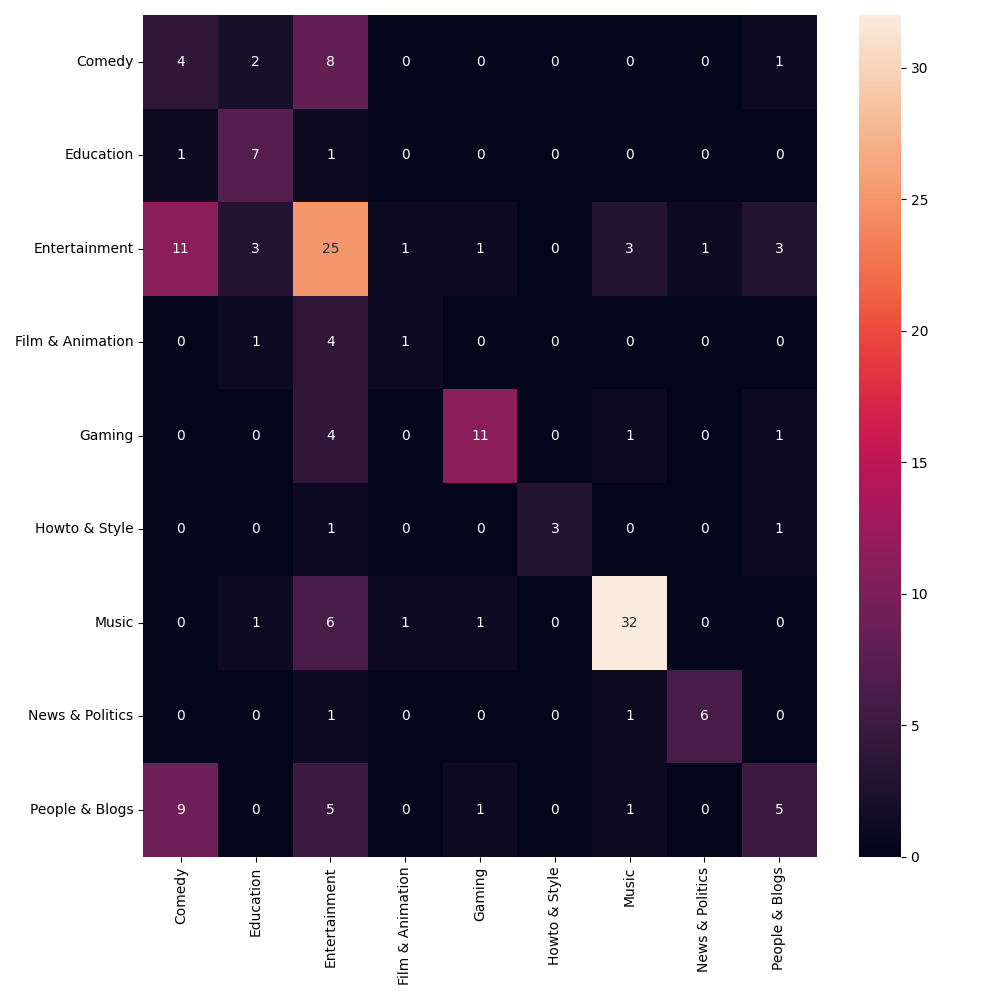 Comedy 4 2 8 0 0 0 0 0 1
Education 1 7 1 0 0 0 0 0 0
Entertainment 11 3 25 1 1 0 3 1 3
Film & Animation 0 1 4 1 0 0 0 0 0
Gaming 0 0 4 0 11 0 1 0 1
Howto & Style 0 0 1 0 0 3 0 0 1
Music 0 1 6 1 1 0 32 0 0
News & Politics 0 0 1 0 0 0 1 6 0
People & Blogs 9 0 5 0 1 0 1 0 5
Comedy
Education
Entertainment
Film & Animation
Gaming
Howto & Style
Music
News & Politics
People & Blogs
30
25
20
15
10
5
0